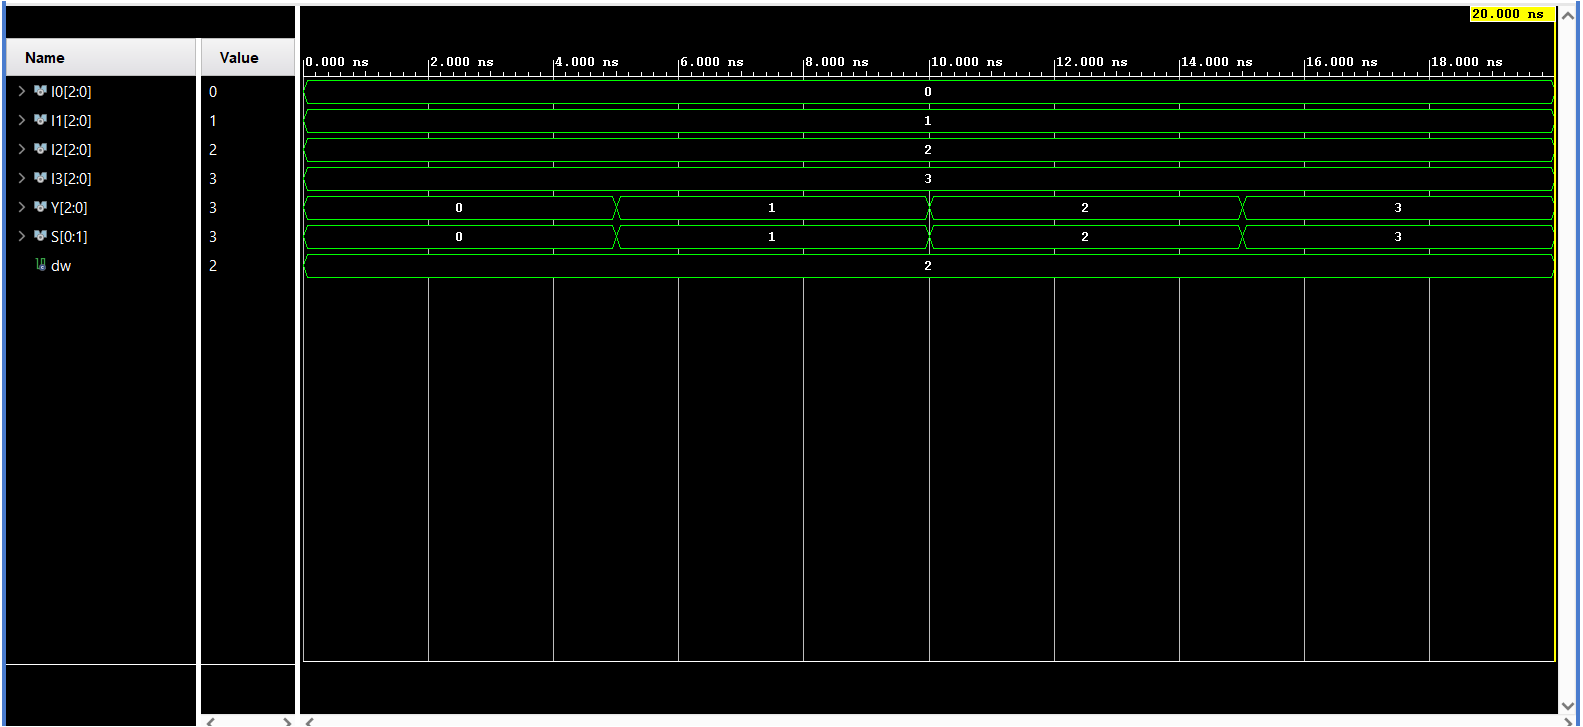 20.000 ns
Name Value
0.000 ns 2.000 ns 4.000 ns 6.000 ns 8.000 ns 10.000 ns 12.000 ns 14.000 ns 16.000 ns 18.000 ns
I0[2:0] 0 0
I1[2:0] 1 1
I2[2:0] 2 2
I3[2:0] 3 3
Y[2:0] 3 0 1 2 3
S[0:1] 3 0 1 2 3
dw 2 2